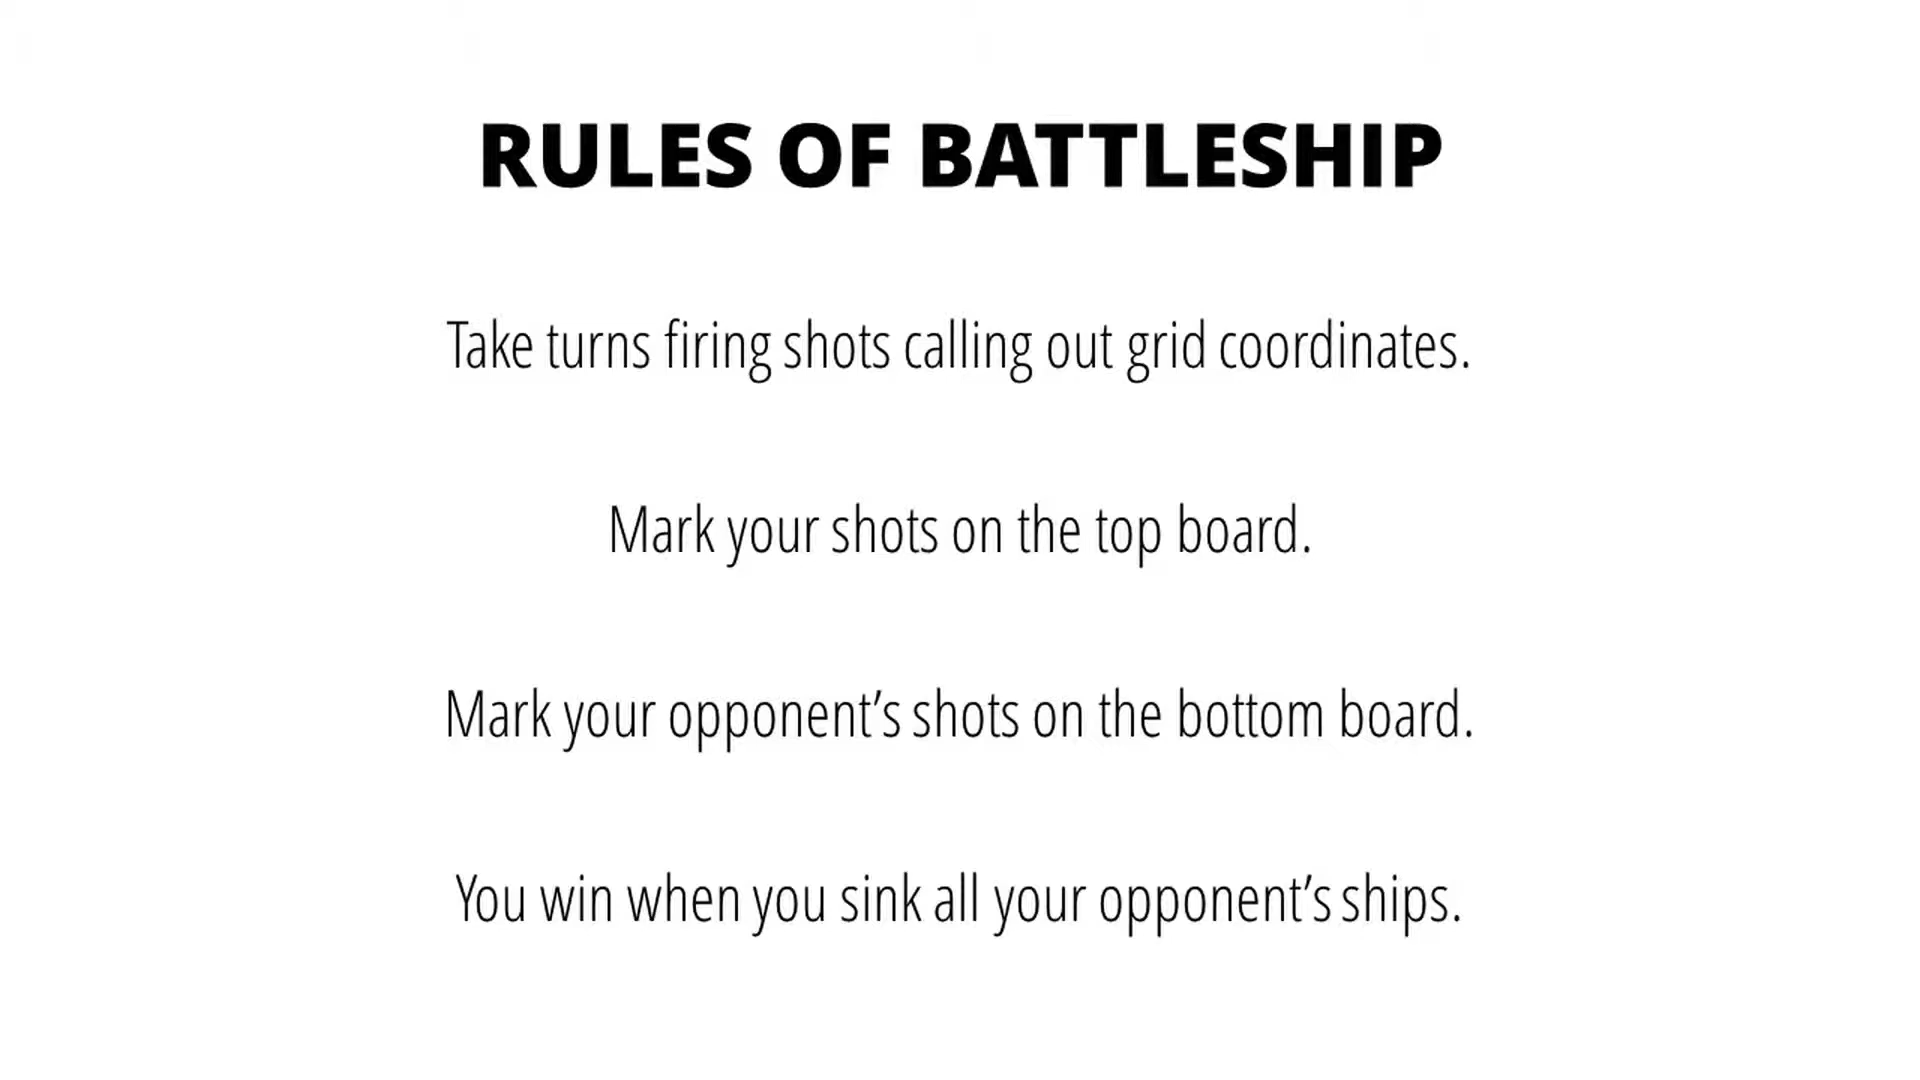 RULES OF BATTLESHIP
Take turns firing shots calling out grid coordinates.
Mark your shots on the top board.
Mark your opponent’s shots on the bottom board.
You win when you sink all your opponent’s ships.